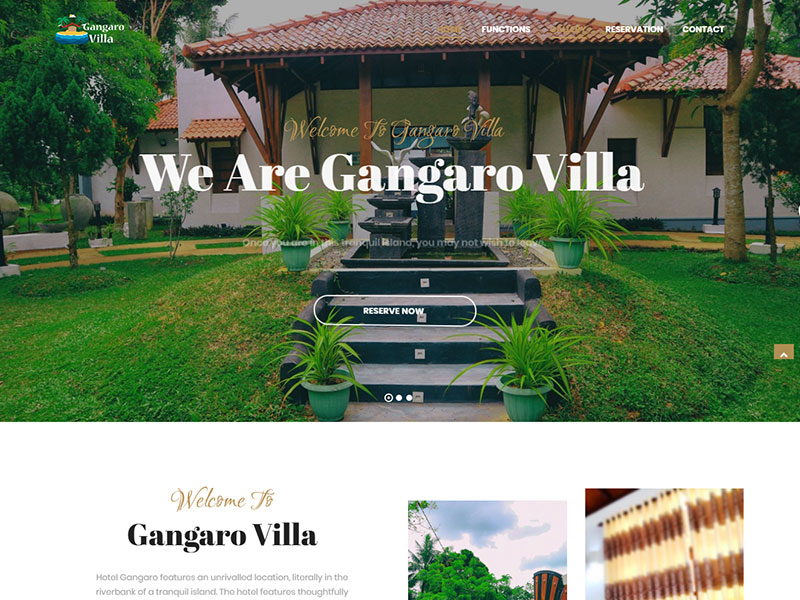 Gangaro
Villa
HOME FUNCTIONS GALLERY RESERVATION CONTACT
Welcome To Gangaro Villa
We Are Gangaro Villa
Once you are in this tranquil island, you may not wish to leave.
RESERVE NOW
Welcome To
Gangaro Villa
Hotel Gangaro features an unrivalled location, literally in the
riverbank of a tranquil island. The hotel features thoughtfully